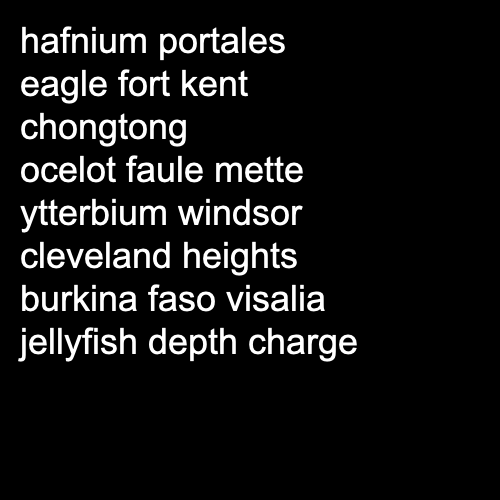 hafnium portales
eagle fort kent
chongtong
ocelot faule mette
ytterbium windsor
cleveland heights
burkina faso visalia
jellyfish depth charge